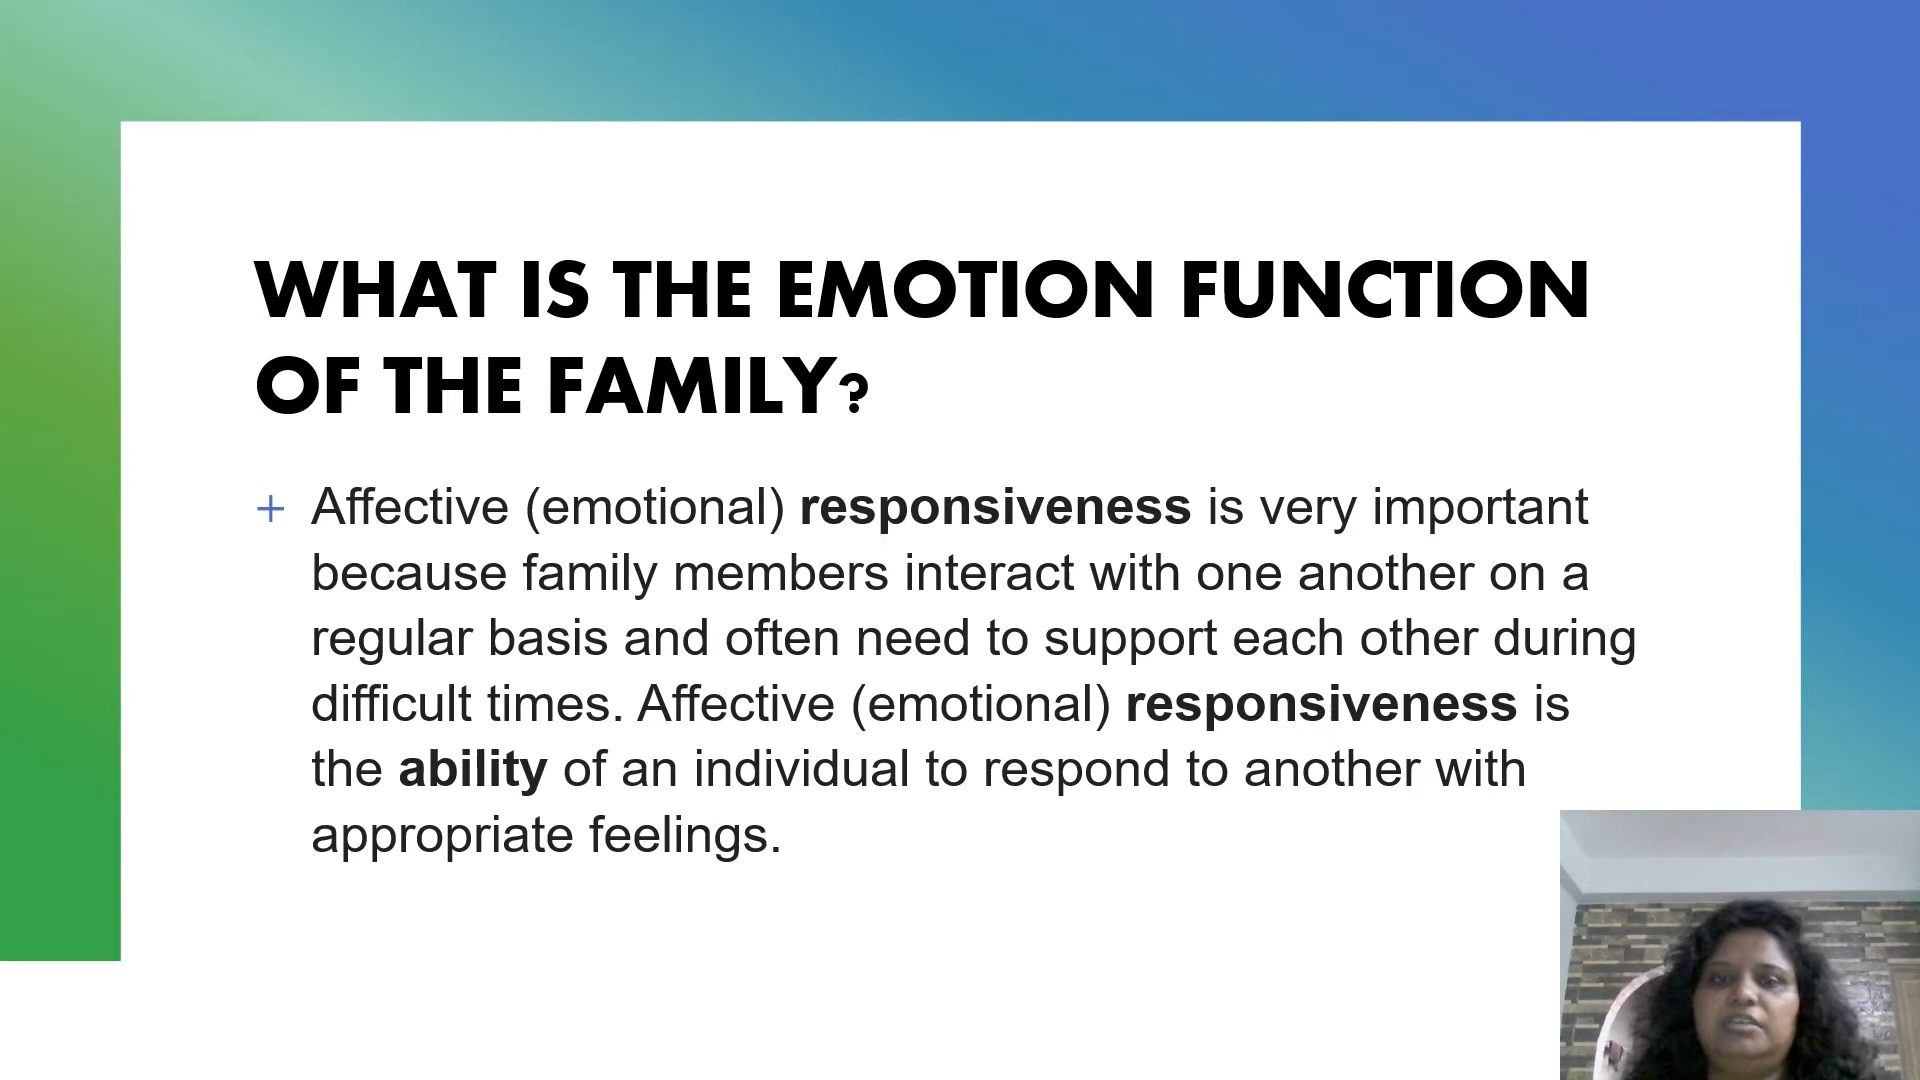 WHAT IS THE EMOTION FUNCTION
OF THE FAMILY?
+ Affective (emotional) responsiveness is very important
because family members interact with one another on a
regular basis and often need to support each other during
difficult times. Affective (emotional) responsiveness is
the ability of an individual to respond to another with
appropriate feelings.